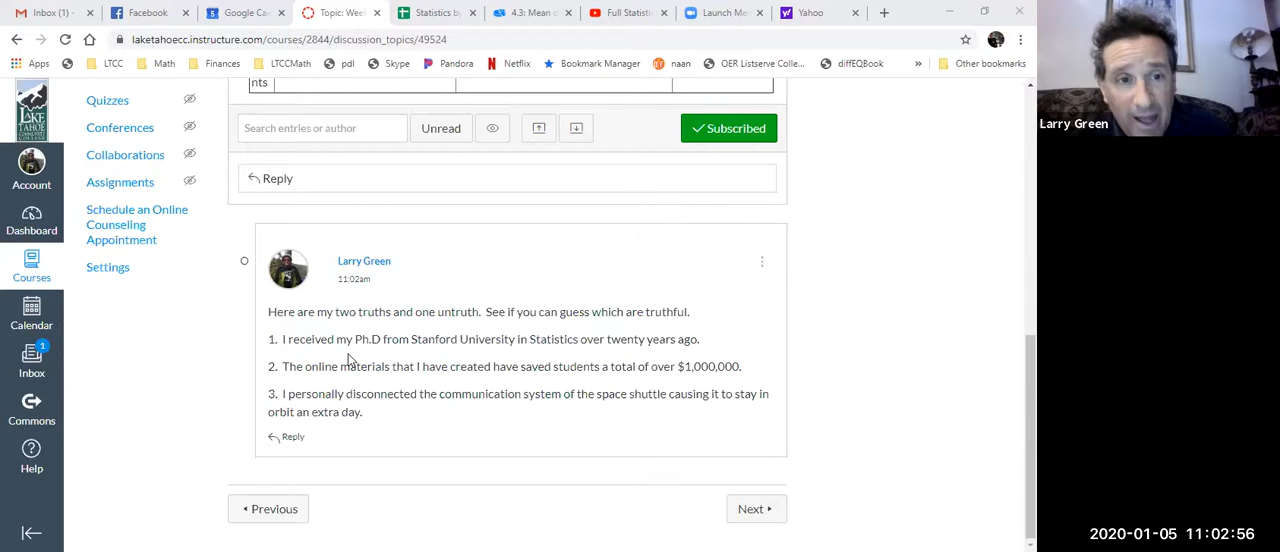 Inbox (1) -
Facebook
Google Ca
Topic: Wee
Statistics by
4.3: Mean o
Full Statisti
Launch Me
Yahoo
laketahoecc.instructure.com/courses/2844/discussion_topics/49524
Apps
LTCC
Math
Finances
LTCCMath
pdl
Skype
Pandora
Netflix
Bookmark Manager
naan
OER Listserve Colle...
diffEQBook
»
Other bookmarks
LAKE
TAHOE
Account
Dashboard
Courses
Calendar
1
Inbox
Commons
Help
Quizzes
Conferences
Collaborations
Assignments
Schedule an Online
Counseling
Appointment
Settings
nts
Search entries or author
Unread
Subscribed
Reply
Larry Green
11:02am
Here are my two truths and one untruth. See if you can guess which are truthful.
1. I received my Ph.D from Stanford University in Statistics over twenty years ago.
2. The online materials that I have created have saved students a total of over $1,000,000.
3. I personally disconnected the communication system of the space shuttle causing it to stay in
orbit an extra day.
Reply
Previous
Next
Larry Green
2020-01-05 11:02:56